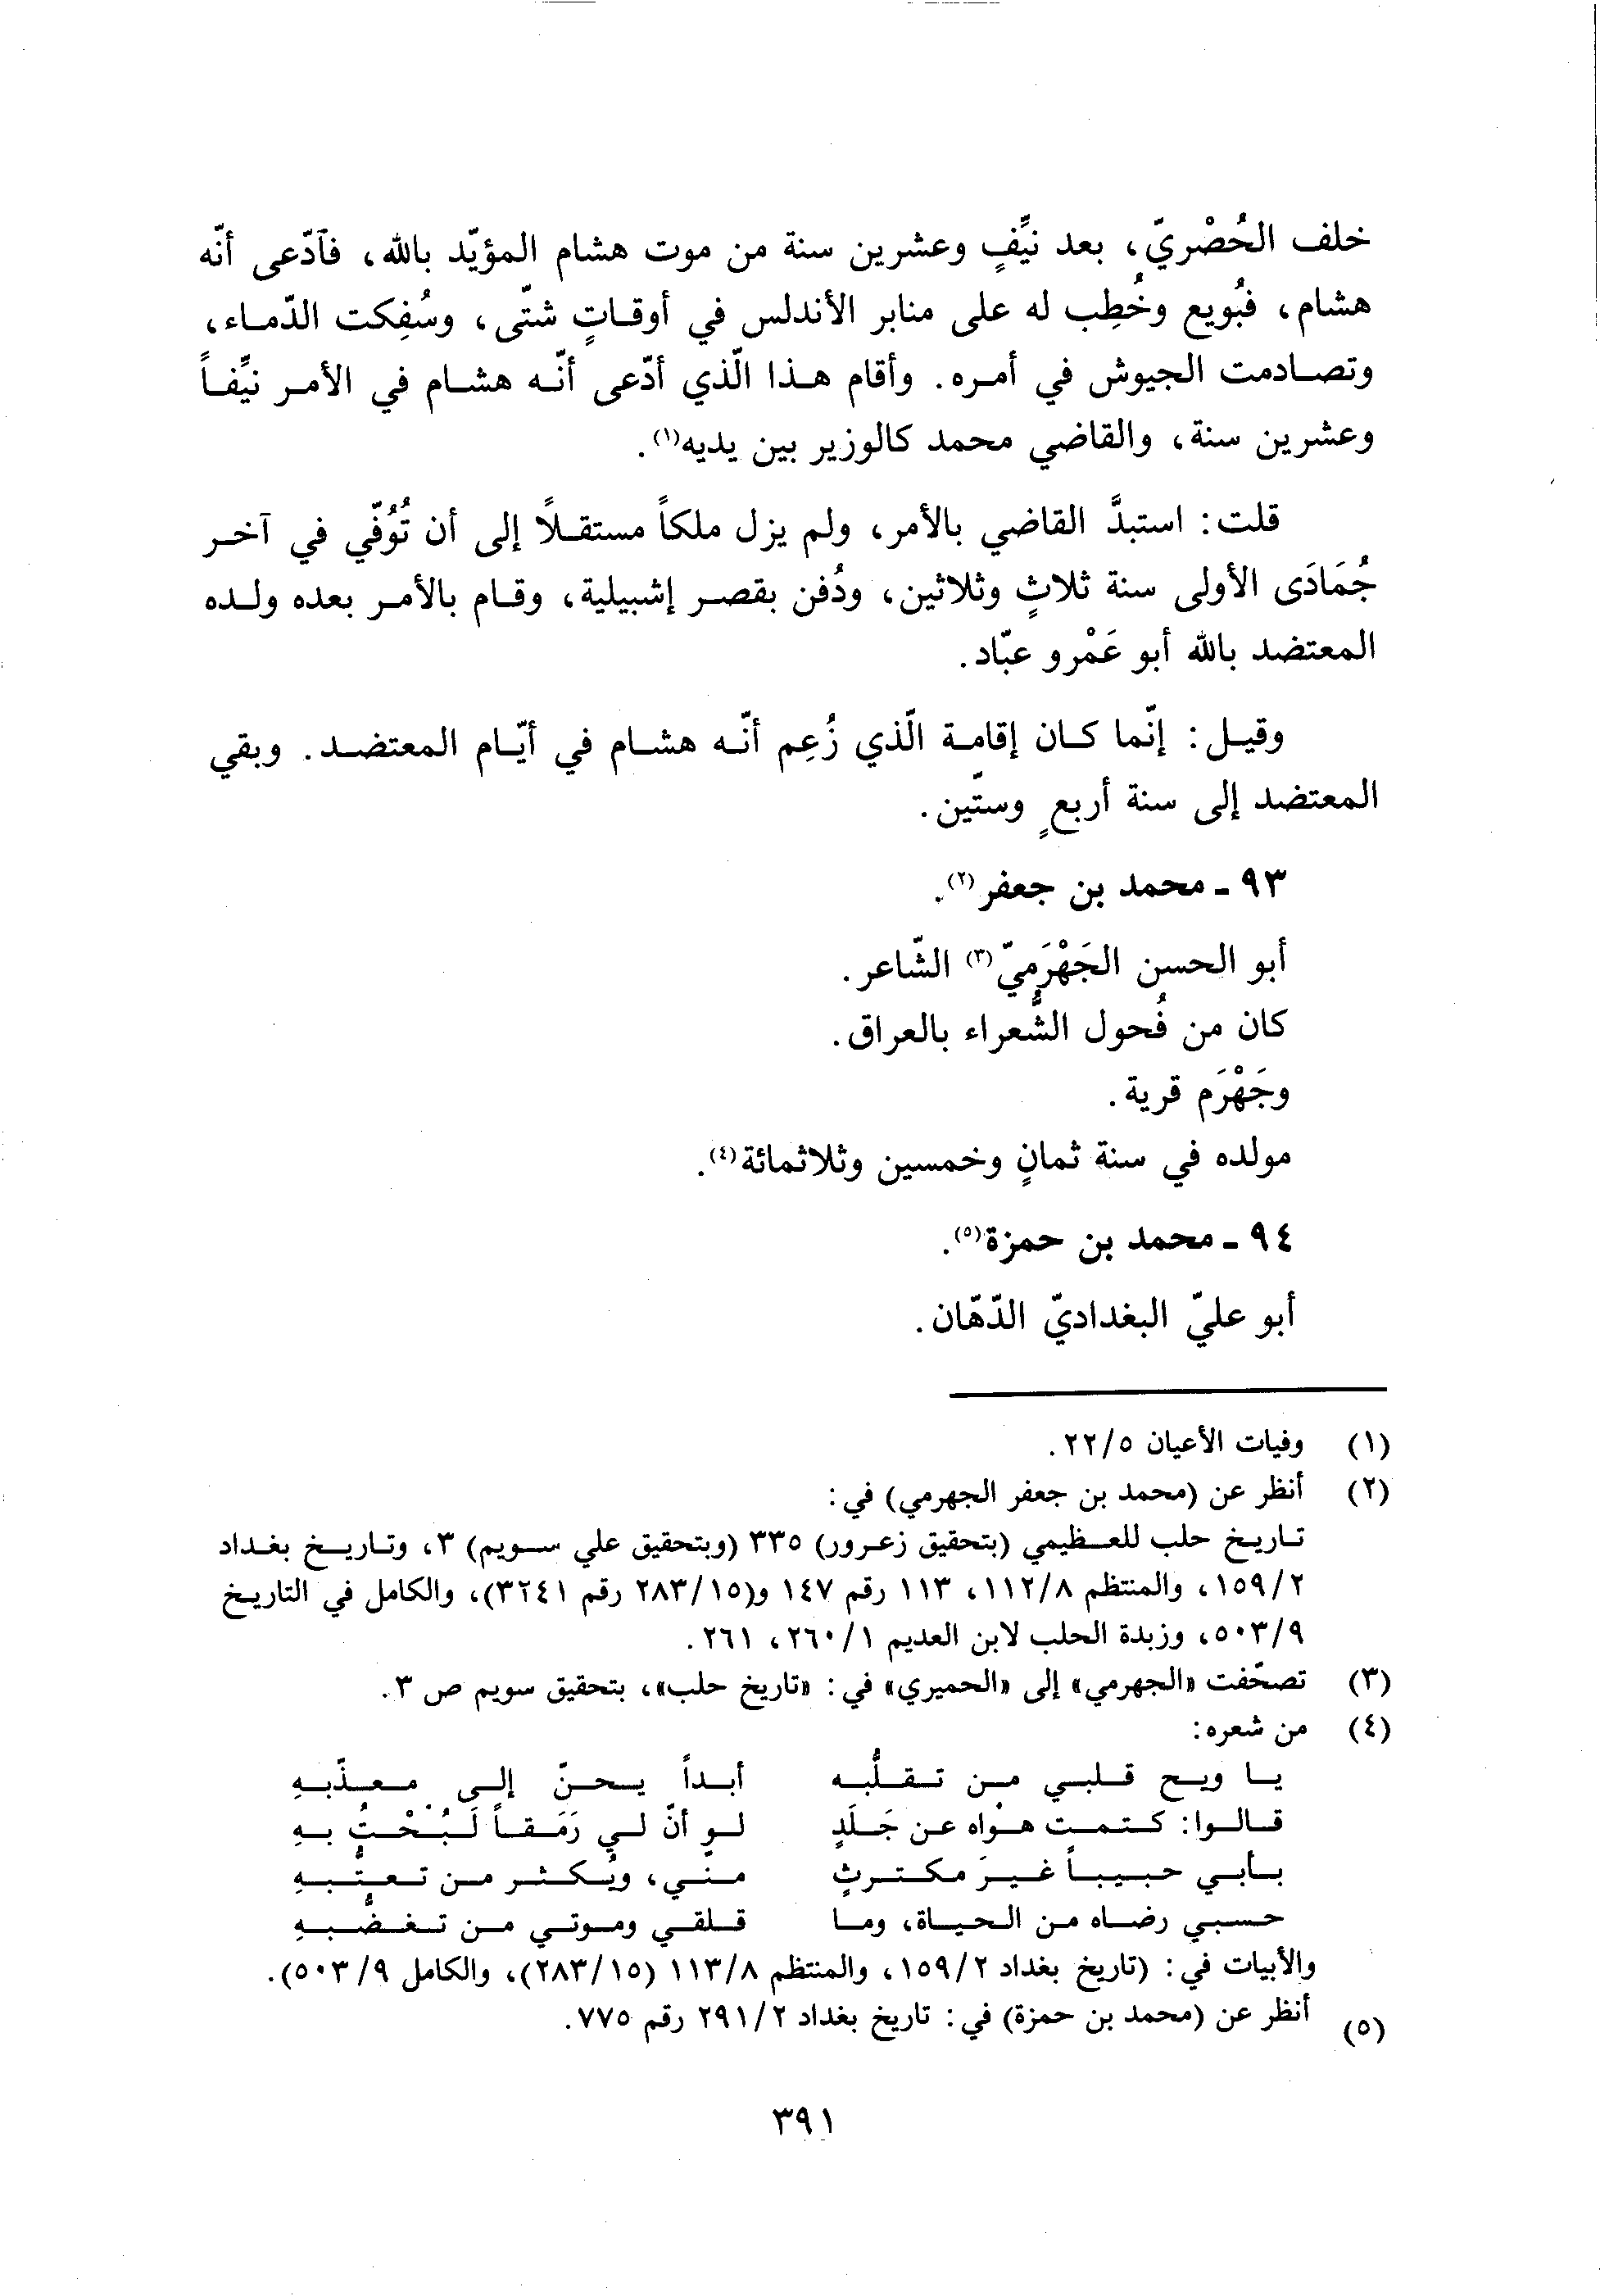 خلف الحُصْريّ، بعد نيِّفٍ وعشرين سنة من موت هشام المؤيّد بالله، فآدّعى أنّه
هشام، فبُويع وخُطِب له على منابر الأندلس في أوقاتٍ شتّى، وسُفِكت الدّماء،
وتصادمت الجيوش في أمره. وأقام هذا الّذي أدّعى أنّه هشام في الأمر نيِّفاً
وعشرين سنة، والقاضي محمد كالوزير بين يديه(١).
قلت: استبدَّ القاضي بالأمر، ولم يزل ملكاً مستقلاً إلى أن تُوُفّي في آخر
جُمَادَى الأولى سنة ثلاثٍ وثلاثين، ودُفن بقصر إشبيلية، وقام بالأمر بعده ولده
المعتضد بالله أبو عَمْرو عبّاد.
وقيل: إنّما كان إقامة الّذي زُعِم أنّه هشام في أيّام المعتضد. وبقي
المعتضد إلى سنة أربعٍ وستّين.
٩٣ ـ محمد بن جعفر(٢).
أبو الحسن الجَهْرَميّ(٣) الشّاعر.
كان من فُحول الشُّعراء بالعراق.
وجَهْرَم قرية.
مولده في سنة ثمانٍ وخمسين وثلاثمائة(٤).
٩٤ ـ محمد بن حمزة(٥).
أبو عليّ البغداديّ الدّهّان.
(١) وفيات الأعيان ٢٢/٥.
(٢) أنظر عن (محمد بن جعفر الجهرمي) في:
تاريخ حلب للعظيمي (بتحقيق زعرور) ٣٣٥ (وبتحقيق علي سويم) ٣، وتاريخ بغداد
١٥٩/٢، والمنتظم ١١٢/٨، ١١٣ رقم ١٤٧ و(٢٨٣/١٥ رقم ٣٢٤١)، والكامل في التاريخ
٥٠٣/٩، وزبدة الحلب لابن العديم ٢٦٠/١، ٢٦١.
(٣) تصحّفت «الجهرمي» إلى «الحميري» في: «تاريخ حلب»، بتحقيق سويم ص ٣.
(٤) من شعره:
يا ويح قلبي من تقلُّبه أبداً يحنّ إلى معذّبهِ
قالوا: كتمت هواه عن جَلَدٍ لو أنّ لي رَمَقاً لَبُحْتُ بهِ
بأبي حبيباً غيرَ مكترثٍ منّي، ويُكثر من تعتُّبهِ
حسبي رضاه من الحياة، وما قلقي وموتي من تغضُّبهِ
والأبيات في: (تاريخ بغداد ١٥٩/٢، والمنتظم ١١٣/٨ (٢٨٣/١٥)، والكامل ٥٠٣/٩).
(٥) أنظر عن (محمد بن حمزة) في: تاريخ بغداد ٢٩١/٢ رقم ٧٧٥.
٣٩١